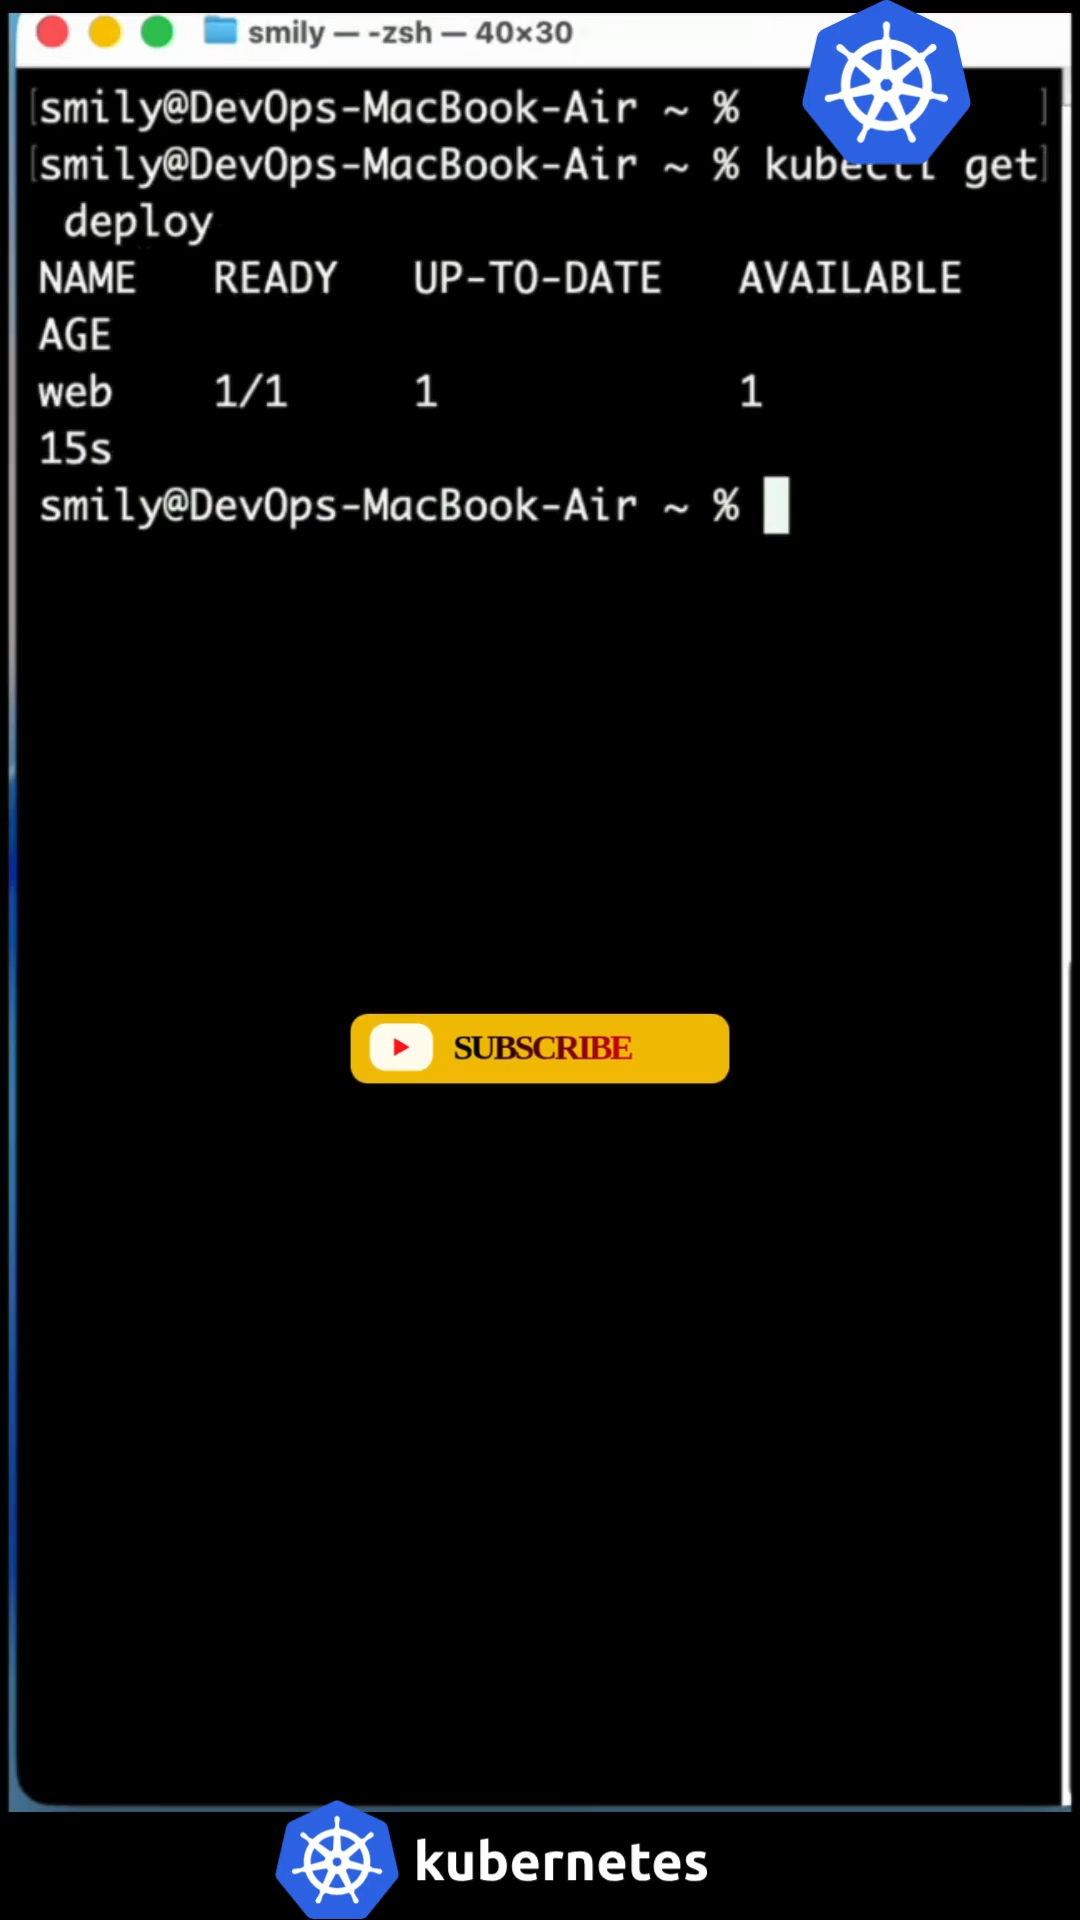 smily — -zsh — 40×30
[smily@DevOps-MacBook-Air ~ % ]
[smily@DevOps-MacBook-Air ~ % kubectl get]
deploy
NAME READY UP-TO-DATE AVAILABLE
AGE
web 1/1 1 1
15s
smily@DevOps-MacBook-Air ~ %
SUBSCRIBE
kubernetes